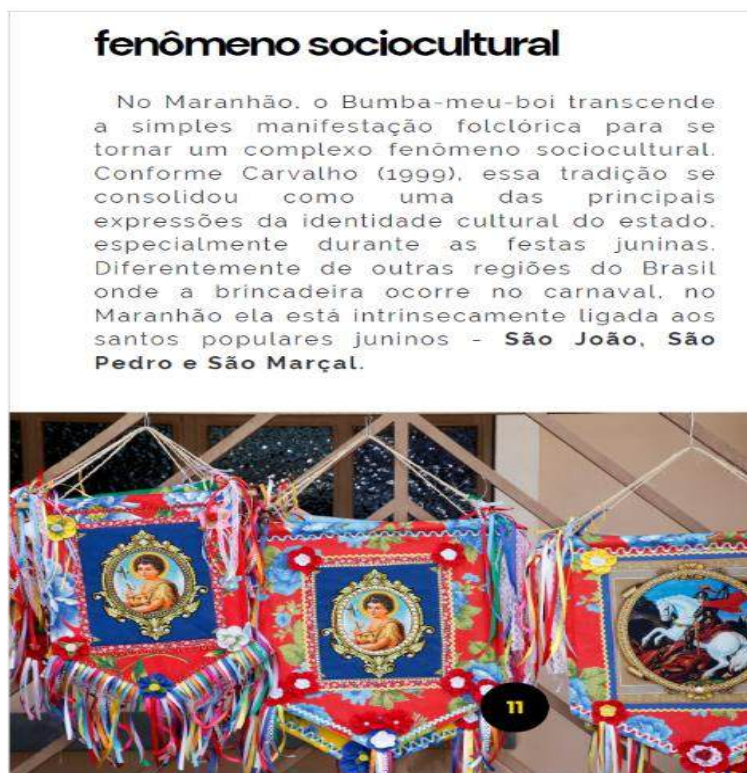 fenômeno sociocultural
No Maranhão, o Bumba-meu-boi transcende
a simples manifestação folclórica para se
tornar um complexo fenômeno sociocultural.
Conforme Carvalho (1999), essa tradição se
consolidou como uma das principais
expressões da identidade cultural do estado,
especialmente durante as festas juninas.
Diferentemente de outras regiões do Brasil
onde a brincadeira ocorre no carnaval, no
Maranhão ela está intrinsecamente ligada aos
santos populares juninos - São João, São
Pedro e São Marçal.
11